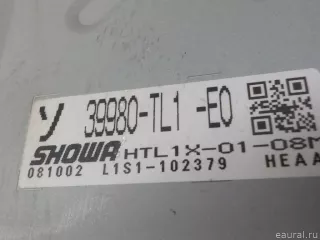 y 39980-TL1 -E0
SHOWA HTL1X-01-08M
081002 L1S1-102379 HEAA
eaural.ru